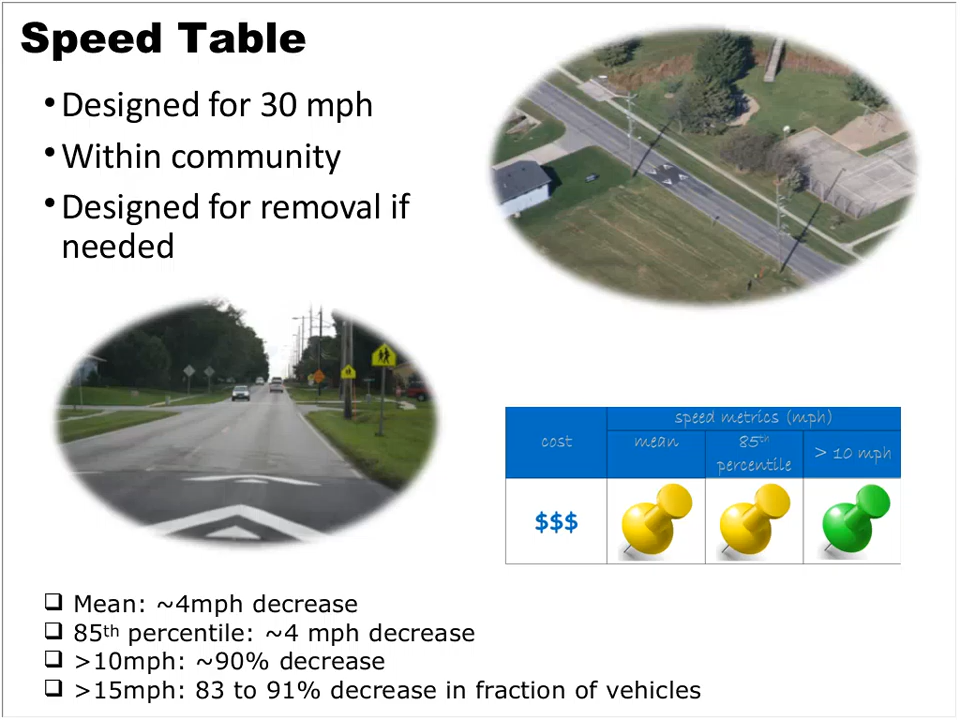 Speed Table
• Designed for 30 mph
• Within community
• Designed for removal if
needed
cost
speed metrics (mph)
mean
85th
percentile
> 10 mph
$$$
❑ Mean: ~4mph decrease
❑ 85th percentile: ~4 mph decrease
❑ >10mph: ~90% decrease
❑ >15mph: 83 to 91% decrease in fraction of vehicles